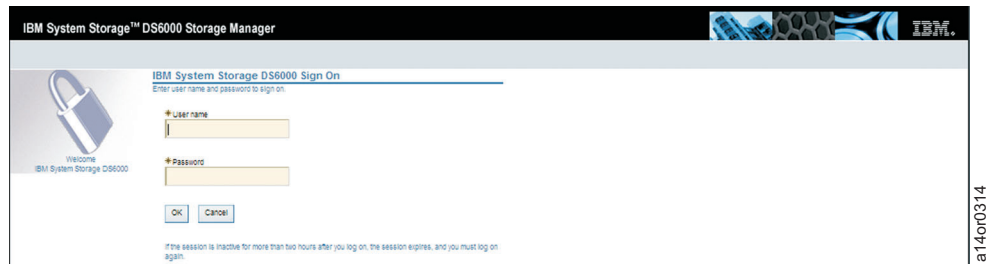 IBM System Storage™ DS6000 Storage Manager
IBM.
IBM System Storage DS6000 Sign On
Enter user name and password to sign on.
User name
Welcome
IBM System Storage DS6000
Password
OK Cancel
If the session is inactive for more than two hours after you log on, the session expires, and you must log on
again.
a14or0314